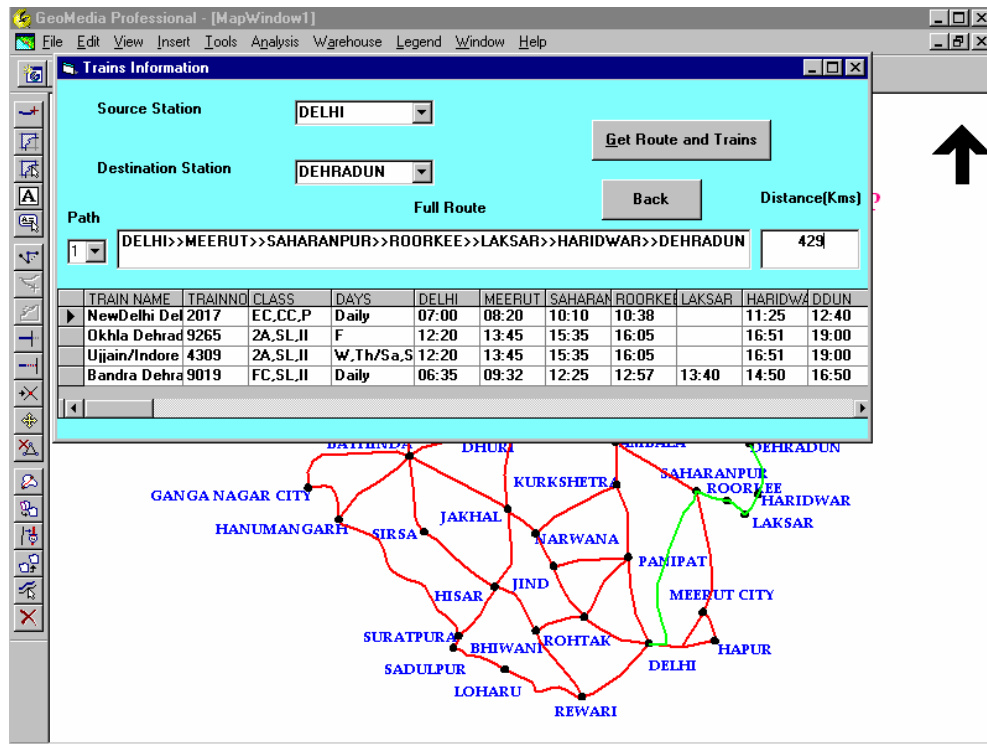 GeoMedia Professional - [MapWindow1]
File Edit View Insert Tools Analysis Warehouse Legend Window Help
Trains Information
Source Station DELHI
Get Route and Trains
Destination Station DEHRADUN
Back
Distance(Kms)
Full Route
Path
1 DELHI>>MEERUT>>SAHARANPUR>>ROORKEE>>LAKSAR>>HARIDWAR>>DEHRADUN 429
TRAIN NAME TRAINNO CLASS DAYS DELHI MEERUT SAHARAN ROORKEE LAKSAR HARIDWA DDUN
NewDelhi Del 2017 EC,CC,P Daily 07:00 08:20 10:10 10:38 11:25 12:40
Okhla Dehrad 9265 2A,SL,II F 12:20 13:45 15:35 16:05 16:51 19:00
Ujjain/Indore 4309 2A,SL,II W,Th/Sa,S 12:20 13:45 15:35 16:05 16:51 19:00
Bandra Dehra 9019 FC,SL,II Daily 06:35 09:32 12:25 12:57 13:40 14:50 16:50
BATHINDA DHURI AMBALA DEHRADUN
SAHARANPUR
KURKSHETRA ROORKEE
GANGA NAGAR CITY HARIDWAR
JAKHAL LAKSAR
HANUMANGARH SIRSA NARWANA
PANIPAT
JIND
HISAR MEERUT CITY
SURATPURA ROHTAK
BHIWANI HAPUR
SADULPUR DELHI
LOHARU
REWARI